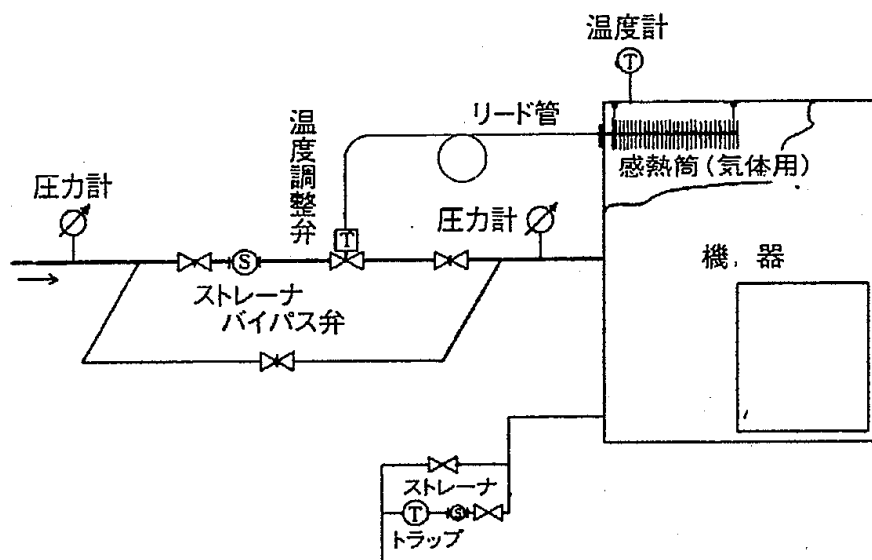 温度計
T
リード管
温度調整弁
感熱筒(気体用)
圧力計
圧力計
T
S
機器
ストレーナ
バイパス弁
ストレーナ
T
S
トラップ